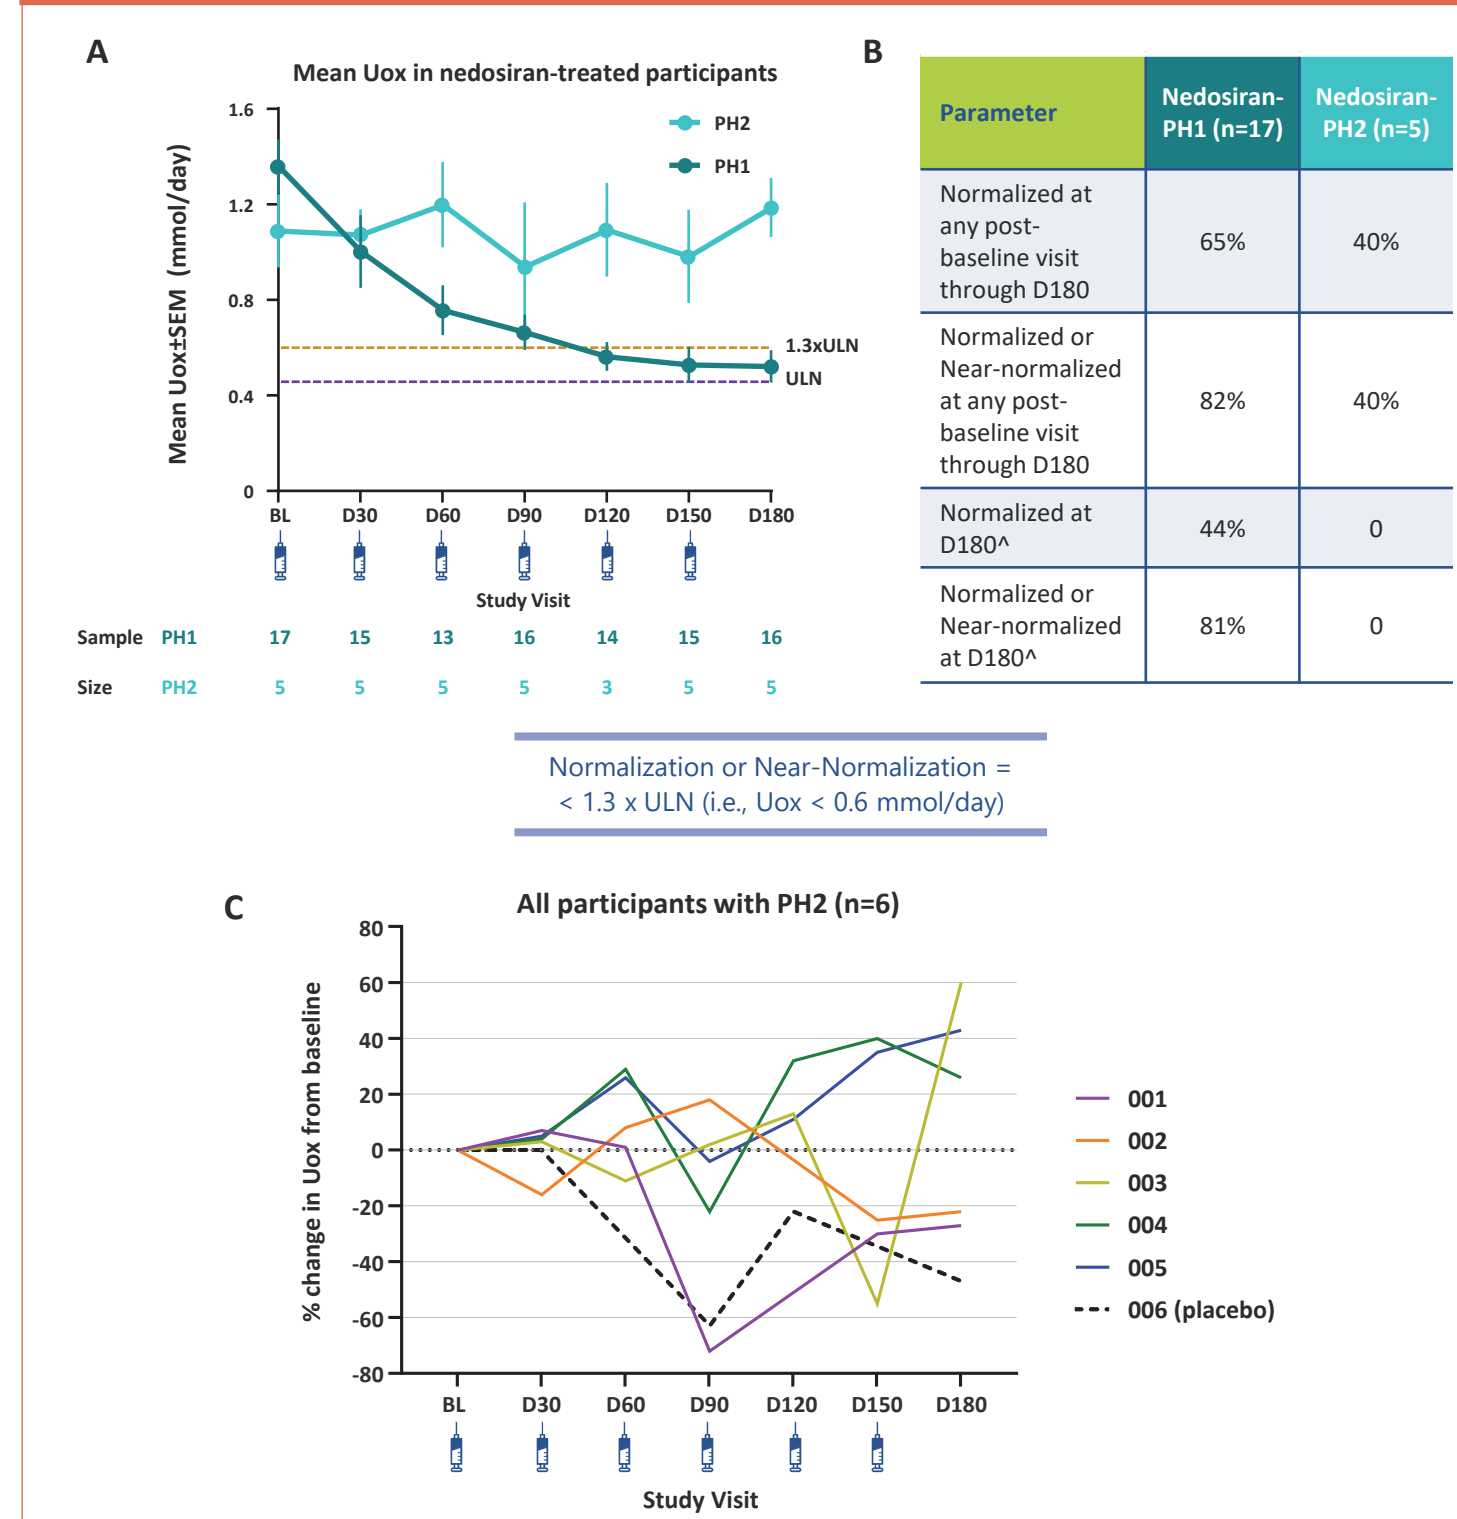 A
Mean Uox in nedosiran-treated participants
Mean Uox±SEM (mmol/day)
1.6
1.2
0.8
0.4
0
PH2
PH1
1.3xULN
ULN
BL D30 D60 D90 D120 D150 D180
Study Visit
Sample PH1 17 15 13 16 14 15 16
Size PH2 5 5 5 5 3 5 5
B
Parameter
Nedosiran-
PH1 (n=17)
Nedosiran-
PH2 (n=5)
Normalized at
any post-
baseline visit
through D180
65%
40%
Normalized or
Near-normalized
at any post-
baseline visit
through D180
82%
40%
Normalized at
D180^
44%
0
Normalized or
Near-normalized
at D180^
81%
0
Normalization or Near-Normalization =
< 1.3 x ULN (i.e., Uox < 0.6 mmol/day)
C
All participants with PH2 (n=6)
% change in Uox from baseline
80
60
40
20
0
-20
-40
-60
-80
BL D30 D60 D90 D120 D150 D180
Study Visit
001
002
003
004
005
006 (placebo)